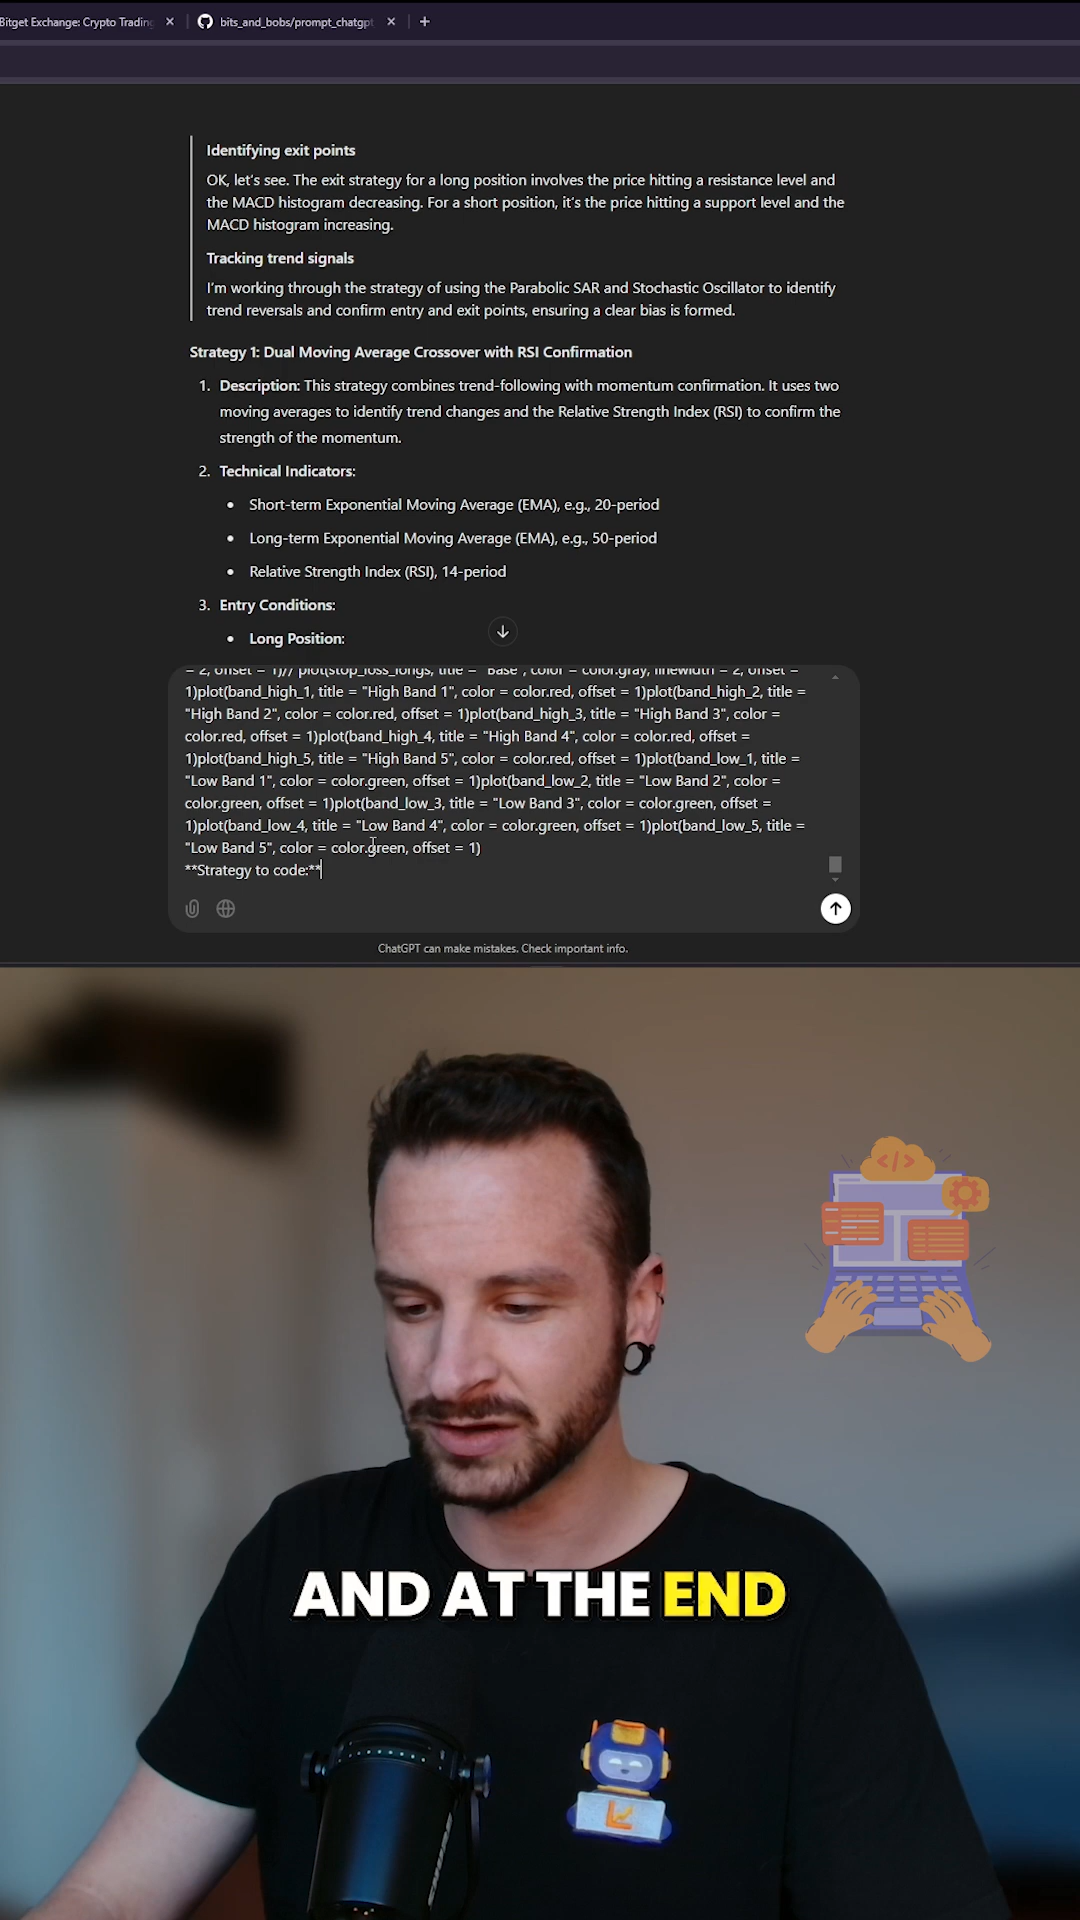 Bitget Exchange: Crypto Trading
bits_and_bobs/prompt_chatgpt
Identifying exit points
OK, let's see. The exit strategy for a long position involves the price hitting a resistance level and
the MACD histogram decreasing. For a short position, it's the price hitting a support level and the
MACD histogram increasing.
Tracking trend signals
I'm working through the strategy of using the Parabolic SAR and Stochastic Oscillator to identify
trend reversals and confirm entry and exit points, ensuring a clear bias is formed.
Strategy 1: Dual Moving Average Crossover with RSI Confirmation
1. Description: This strategy combines trend-following with momentum confirmation. It uses two
moving averages to identify trend changes and the Relative Strength Index (RSI) to confirm the
strength of the momentum.
2. Technical Indicators:
• Short-term Exponential Moving Average (EMA), e.g., 20-period
• Long-term Exponential Moving Average (EMA), e.g., 50-period
• Relative Strength Index (RSI), 14-period
3. Entry Conditions:
• Long Position:
= 2, offset = 1)// plot(stop_loss_longs, title = "Base", color = color.gray, linewidth = 2, offset =
1)plot(band_high_1, title = "High Band 1", color = color.red, offset = 1)plot(band_high_2, title =
"High Band 2", color = color.red, offset = 1)plot(band_high_3, title = "High Band 3", color =
color.red, offset = 1)plot(band_high_4, title = "High Band 4", color = color.red, offset =
1)plot(band_high_5, title = "High Band 5", color = color.red, offset = 1)plot(band_low_1, title =
"Low Band 1", color = color.green, offset = 1)plot(band_low_2, title = "Low Band 2", color =
color.green, offset = 1)plot(band_low_3, title = "Low Band 3", color = color.green, offset =
1)plot(band_low_4, title = "Low Band 4", color = color.green, offset = 1)plot(band_low_5, title =
"Low Band 5", color = color.green, offset = 1)
**Strategy to code:**
ChatGPT can make mistakes. Check important info.
</>
AND AT THE END